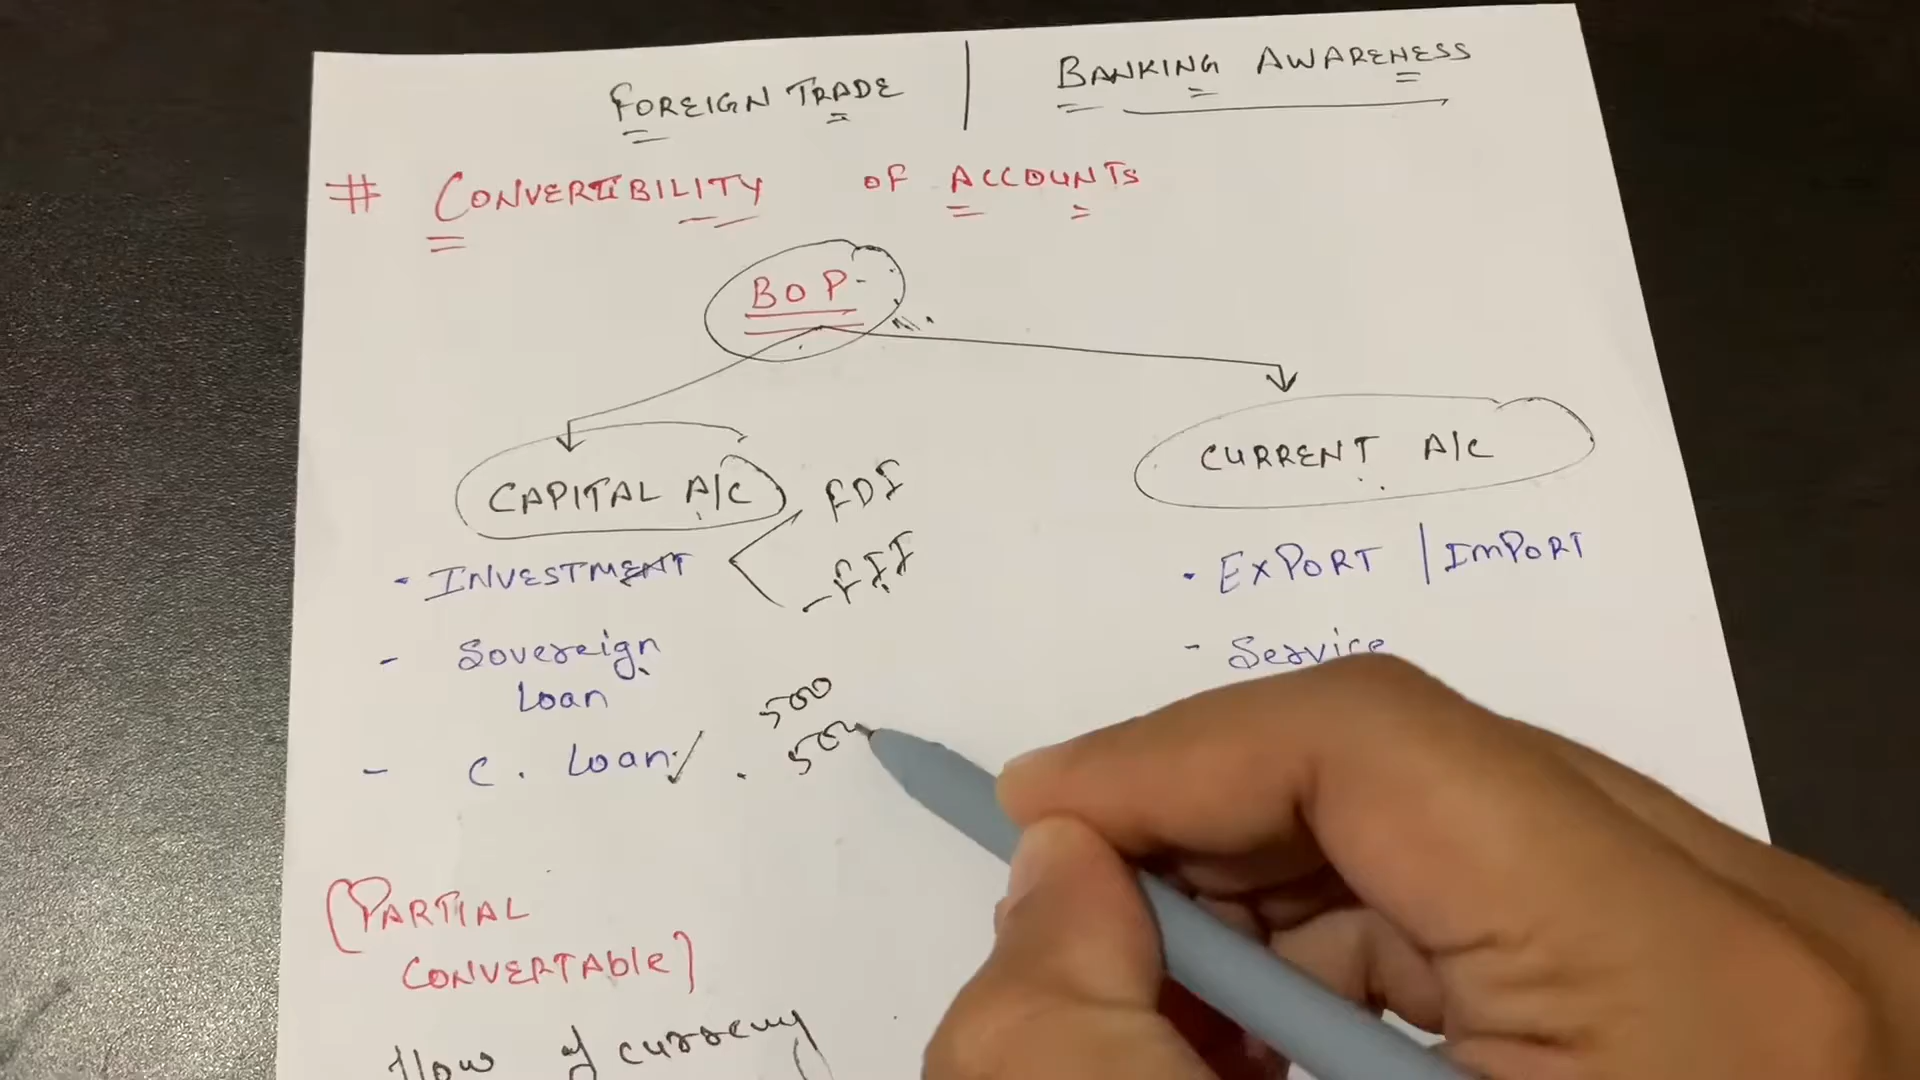 FOREIGN TRADE | BANKING AWARENESS
# CONVERTIBILITY OF ACCOUNTS
BOP
CAPITAL A/C
FDI
FII
- INVESTMENT
- Sovereign
Loan
- C. Loan
500
500
(PARTIAL
CONVERTABLE)
flow of currency
CURRENT A/C
- EXPORT / IMPORT
- Service